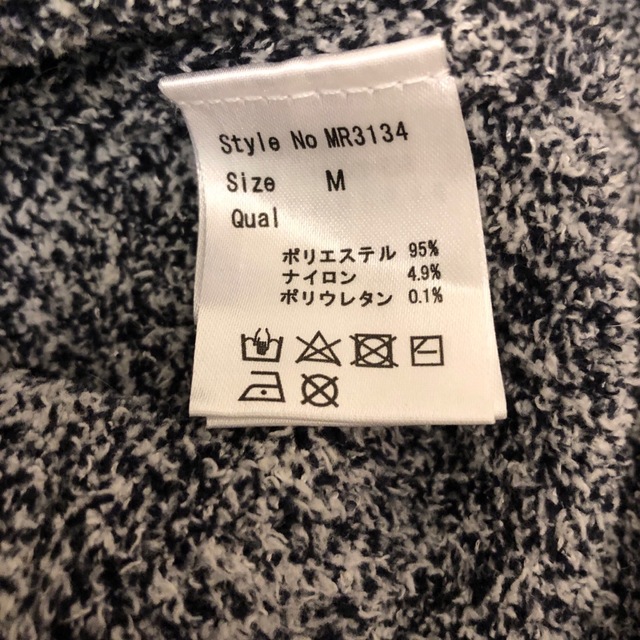 Style No MR3134
Size M
Qual
ポリエステル 95%
ナイロン 4.9%
ポリウレタン 0.1%